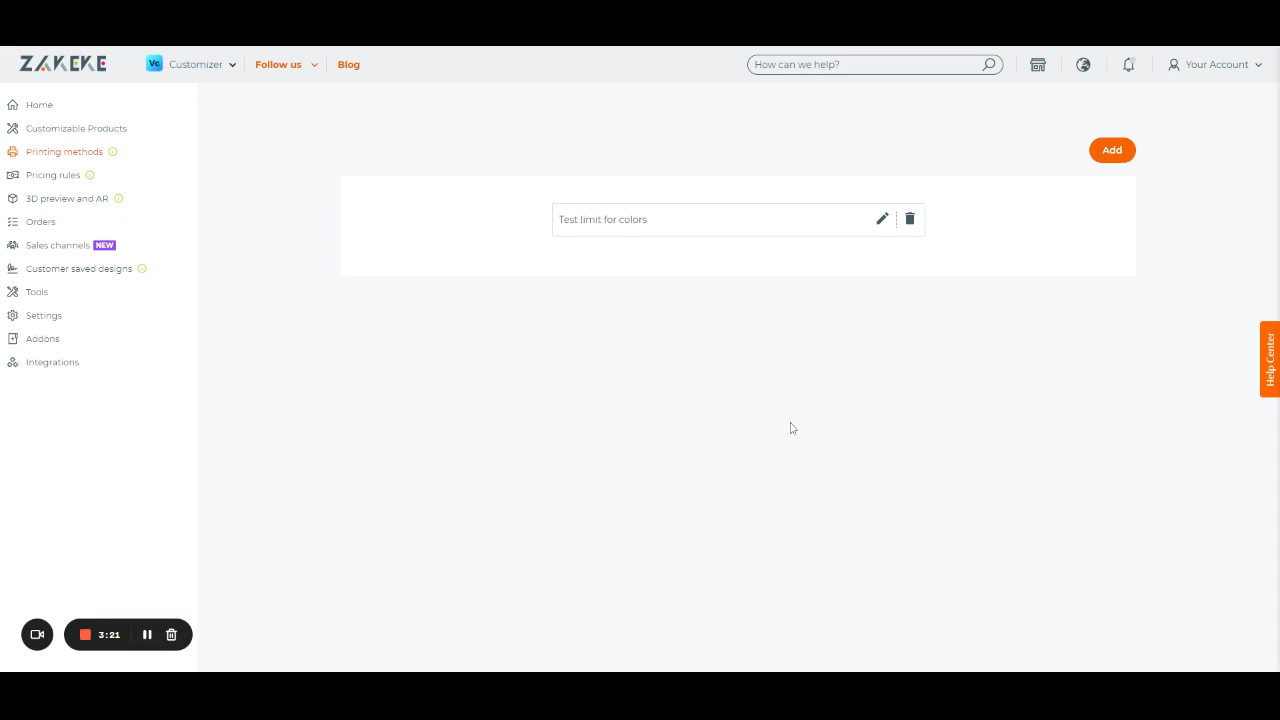 ZAKEKE
Vc Customizer
Follow us
Blog
How can we help?
Your Account
Home
Customizable Products
Printing methods
Pricing rules
3D preview and AR
Orders
Sales channels NEW
Customer saved designs
Tools
Settings
Addons
Integrations
Add
Test limit for colors
Help Center
3:21